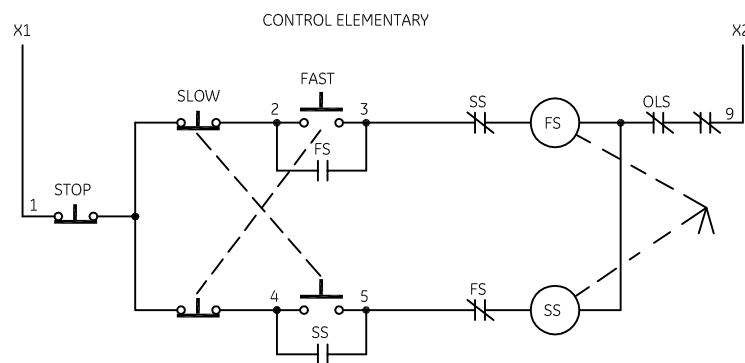 CONTROL ELEMENTARY
X1
X2
FAST
SLOW
2
3
SS
FS
OLS
9
FS
STOP
1
4
5
FS
SS
SS